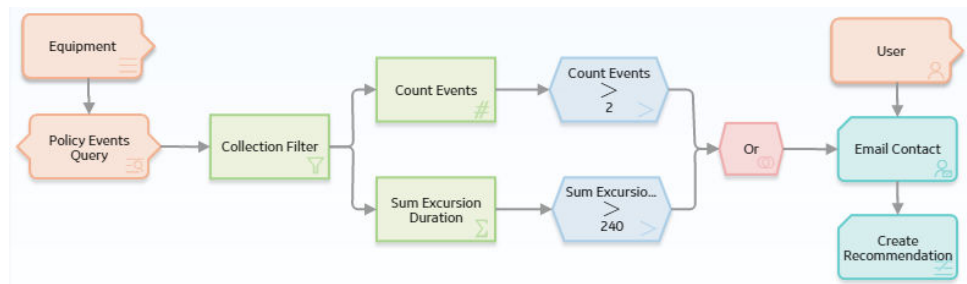 Equipment
User
Count Events
Count Events
>
2
Policy Events
Query
Collection Filter
Or
Email Contact
Sum Excursion
Duration
Sum Excursio...
>
240
Create
Recommendation